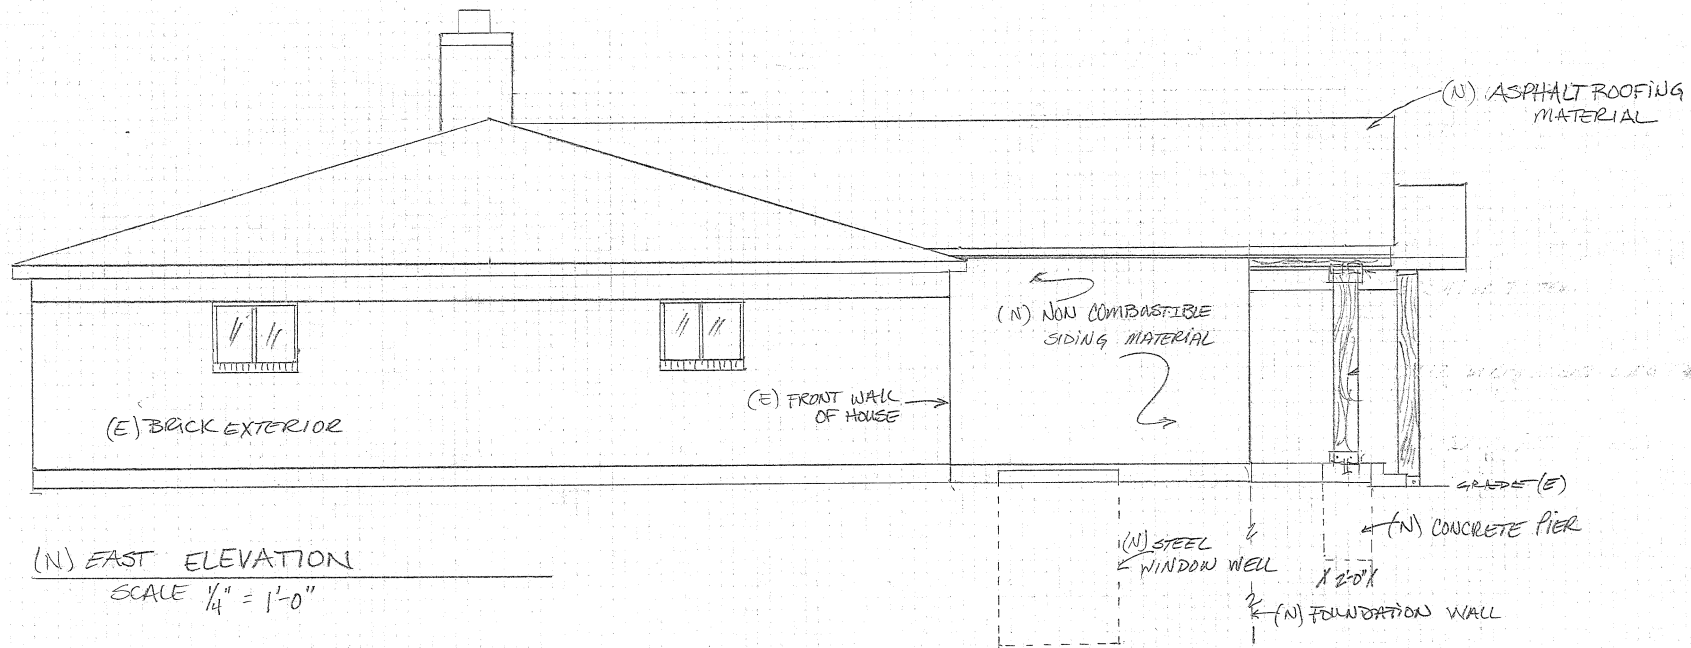 (N) ASPHALT ROOFING
MATERIAL
(N) NON COMBUSTIBLE
SIDING MATERIAL
(E) FRONT WALL
OF HOUSE
(E) BRICK EXTERIOR
GRADE (E)
(N) CONCRETE PIER
(N) STEEL
WINDOW WELL
2'-0"
(N) FOUNDATION WALL
(N) EAST ELEVATION
SCALE 1/4" = 1'-0"